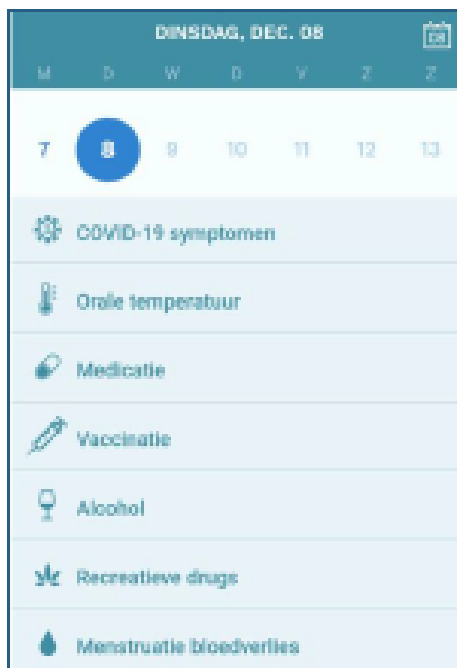 DINSDAG, DEC. 08
M D W D V Z Z
7 8 9 10 11 12 13
COVID-19 symptomen
Orale temperatuur
Medicatie
Vaccinatie
Alcohol
Recreatieve drugs
Menstruatie bloedverlies